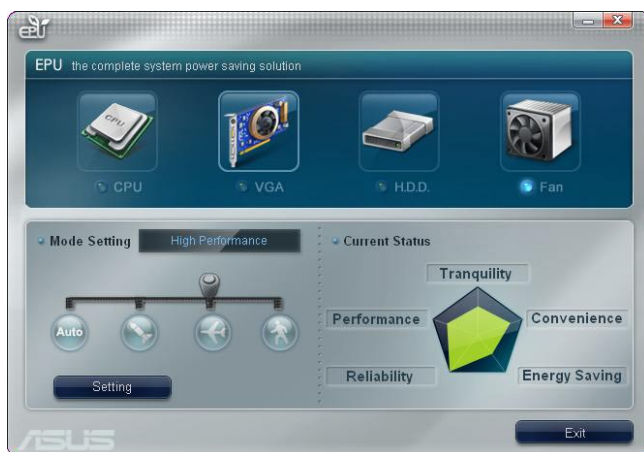 EPU
EPU the complete system power saving solution
CPU
CPU
VGA
H.D.D.
Fan
Mode Setting
High Performance
Auto
Setting
Current Status
Tranquility
Performance
Convenience
Reliability
Energy Saving
ASUS
Exit